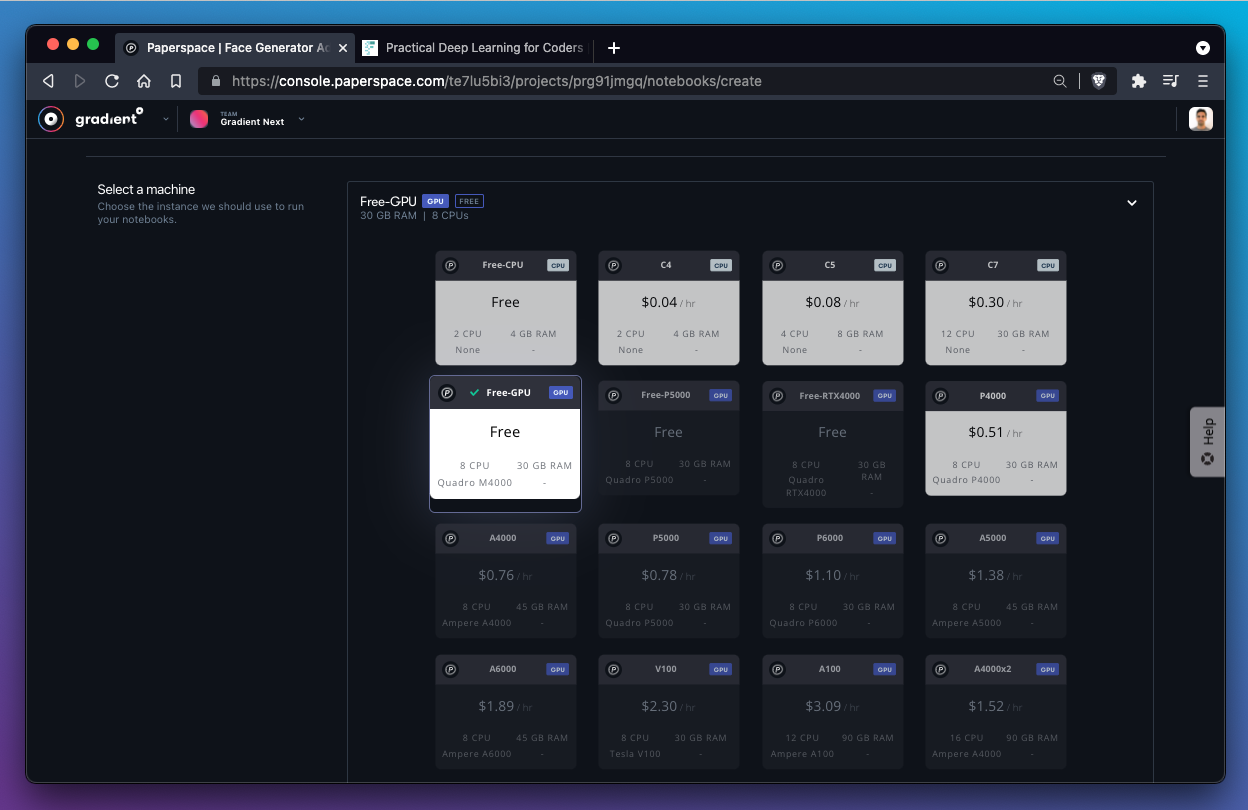 Paperspace | Face Generator Ac
Practical Deep Learning for Coders
https://console.paperspace.com/te7lu5bi3/projects/prg91jmgq/notebooks/create
gradient
TEAM
Gradient Next
Select a machine
Choose the instance we should use to run
your notebooks.
Free-GPU GPU FREE
30 GB RAM | 8 CPUs
Free-CPU CPU
Free
2 CPU 4 GB RAM
None -
C4 CPU
$0.04 / hr
2 CPU 4 GB RAM
None -
C5 CPU
$0.08 / hr
4 CPU 8 GB RAM
None -
C7 CPU
$0.30 / hr
12 CPU 30 GB RAM
None -
Free-GPU GPU
Free
8 CPU 30 GB RAM
Quadro M4000 -
Free-P5000 GPU
Free
8 CPU 30 GB RAM
Quadro P5000 -
Free-RTX4000 GPU
Free
8 CPU 30 GB
RAM
Quadro
RTX4000 -
P4000 GPU
$0.51 / hr
8 CPU 30 GB RAM
Quadro P4000 -
Help
A4000 GPU
$0.76 / hr
8 CPU 45 GB RAM
Ampere A4000 -
P5000 GPU
$0.78 / hr
8 CPU 30 GB RAM
Quadro P5000 -
P6000 GPU
$1.10 / hr
8 CPU 30 GB RAM
Quadro P6000 -
A5000 GPU
$1.38 / hr
8 CPU 45 GB RAM
Ampere A5000 -
A6000 GPU
$1.89 / hr
8 CPU 45 GB RAM
Ampere A6000 -
V100 GPU
$2.30 / hr
8 CPU 30 GB RAM
Tesla V100 -
A100 GPU
$3.09 / hr
12 CPU 90 GB RAM
Ampere A100 -
A4000x2 GPU
$1.52 / hr
16 CPU 90 GB RAM
Ampere A4000 -